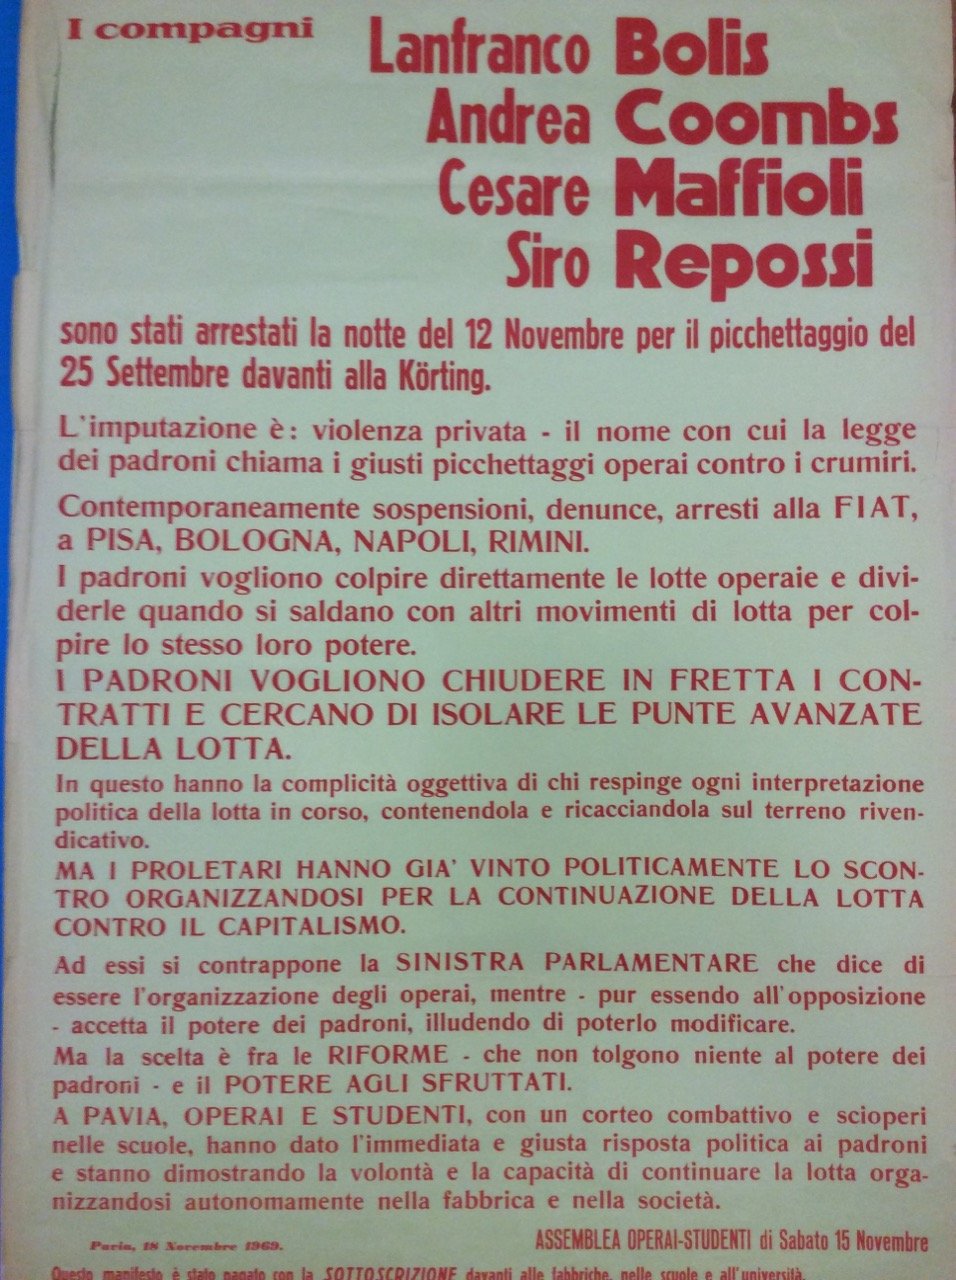 I compagni
Lanfranco Bolis
Andrea Coombs
Cesare Maffioli
Siro Repossi
sono stati arrestati la notte del 12 Novembre per il picchettaggio del
25 Settembre davanti alla Körting.
L'imputazione è: violenza privata - il nome con cui la legge
dei padroni chiama i giusti picchettaggi operai contro i crumiri.
Contemporaneamente sospensioni, denunce, arresti alla FIAT,
a PISA, BOLOGNA, NAPOLI, RIMINI.
I padroni vogliono colpire direttamente le lotte operaie e divi-
derle quando si saldano con altri movimenti di lotta per col-
pire lo stesso loro potere.
I PADRONI VOGLIONO CHIUDERE IN FRETTA I CON-
TRATTI E CERCANO DI ISOLARE LE PUNTE AVANZATE
DELLA LOTTA.
In questo hanno la complicità oggettiva di chi respinge ogni interpretazione
politica della lotta in corso, contenendola e ricacciandola sul terreno riven-
dicativo.
MA I PROLETARI HANNO GIA' VINTO POLITICAMENTE LO SCON-
TRO ORGANIZZANDOSI PER LA CONTINUAZIONE DELLA LOTTA
CONTRO IL CAPITALISMO.
Ad essi si contrappone la SINISTRA PARLAMENTARE che dice di
essere l'organizzazione degli operai, mentre - pur essendo all'opposizione
- accetta il potere dei padroni, illudendo di poterlo modificare.
Ma la scelta è fra le RIFORME - che non tolgono niente al potere dei
padroni - e il POTERE AGLI SFRUTTATI.
A PAVIA, OPERAI E STUDENTI, con un corteo combattivo e scioperi
nelle scuole, hanno dato l'immediata e giusta risposta politica ai padroni
e stanno dimostrando la volontà e la capacità di continuare la lotta orga-
nizzandosi autonomamente nella fabbrica e nella società.
Pavia, 18 Novembre 1969.
ASSEMBLEA OPERAI-STUDENTI di Sabato 15 Novembre
Questo manifesto è stato pagato con la SOTTOSCRIZIONE davanti alle fabbriche, nelle scuole e all'università.